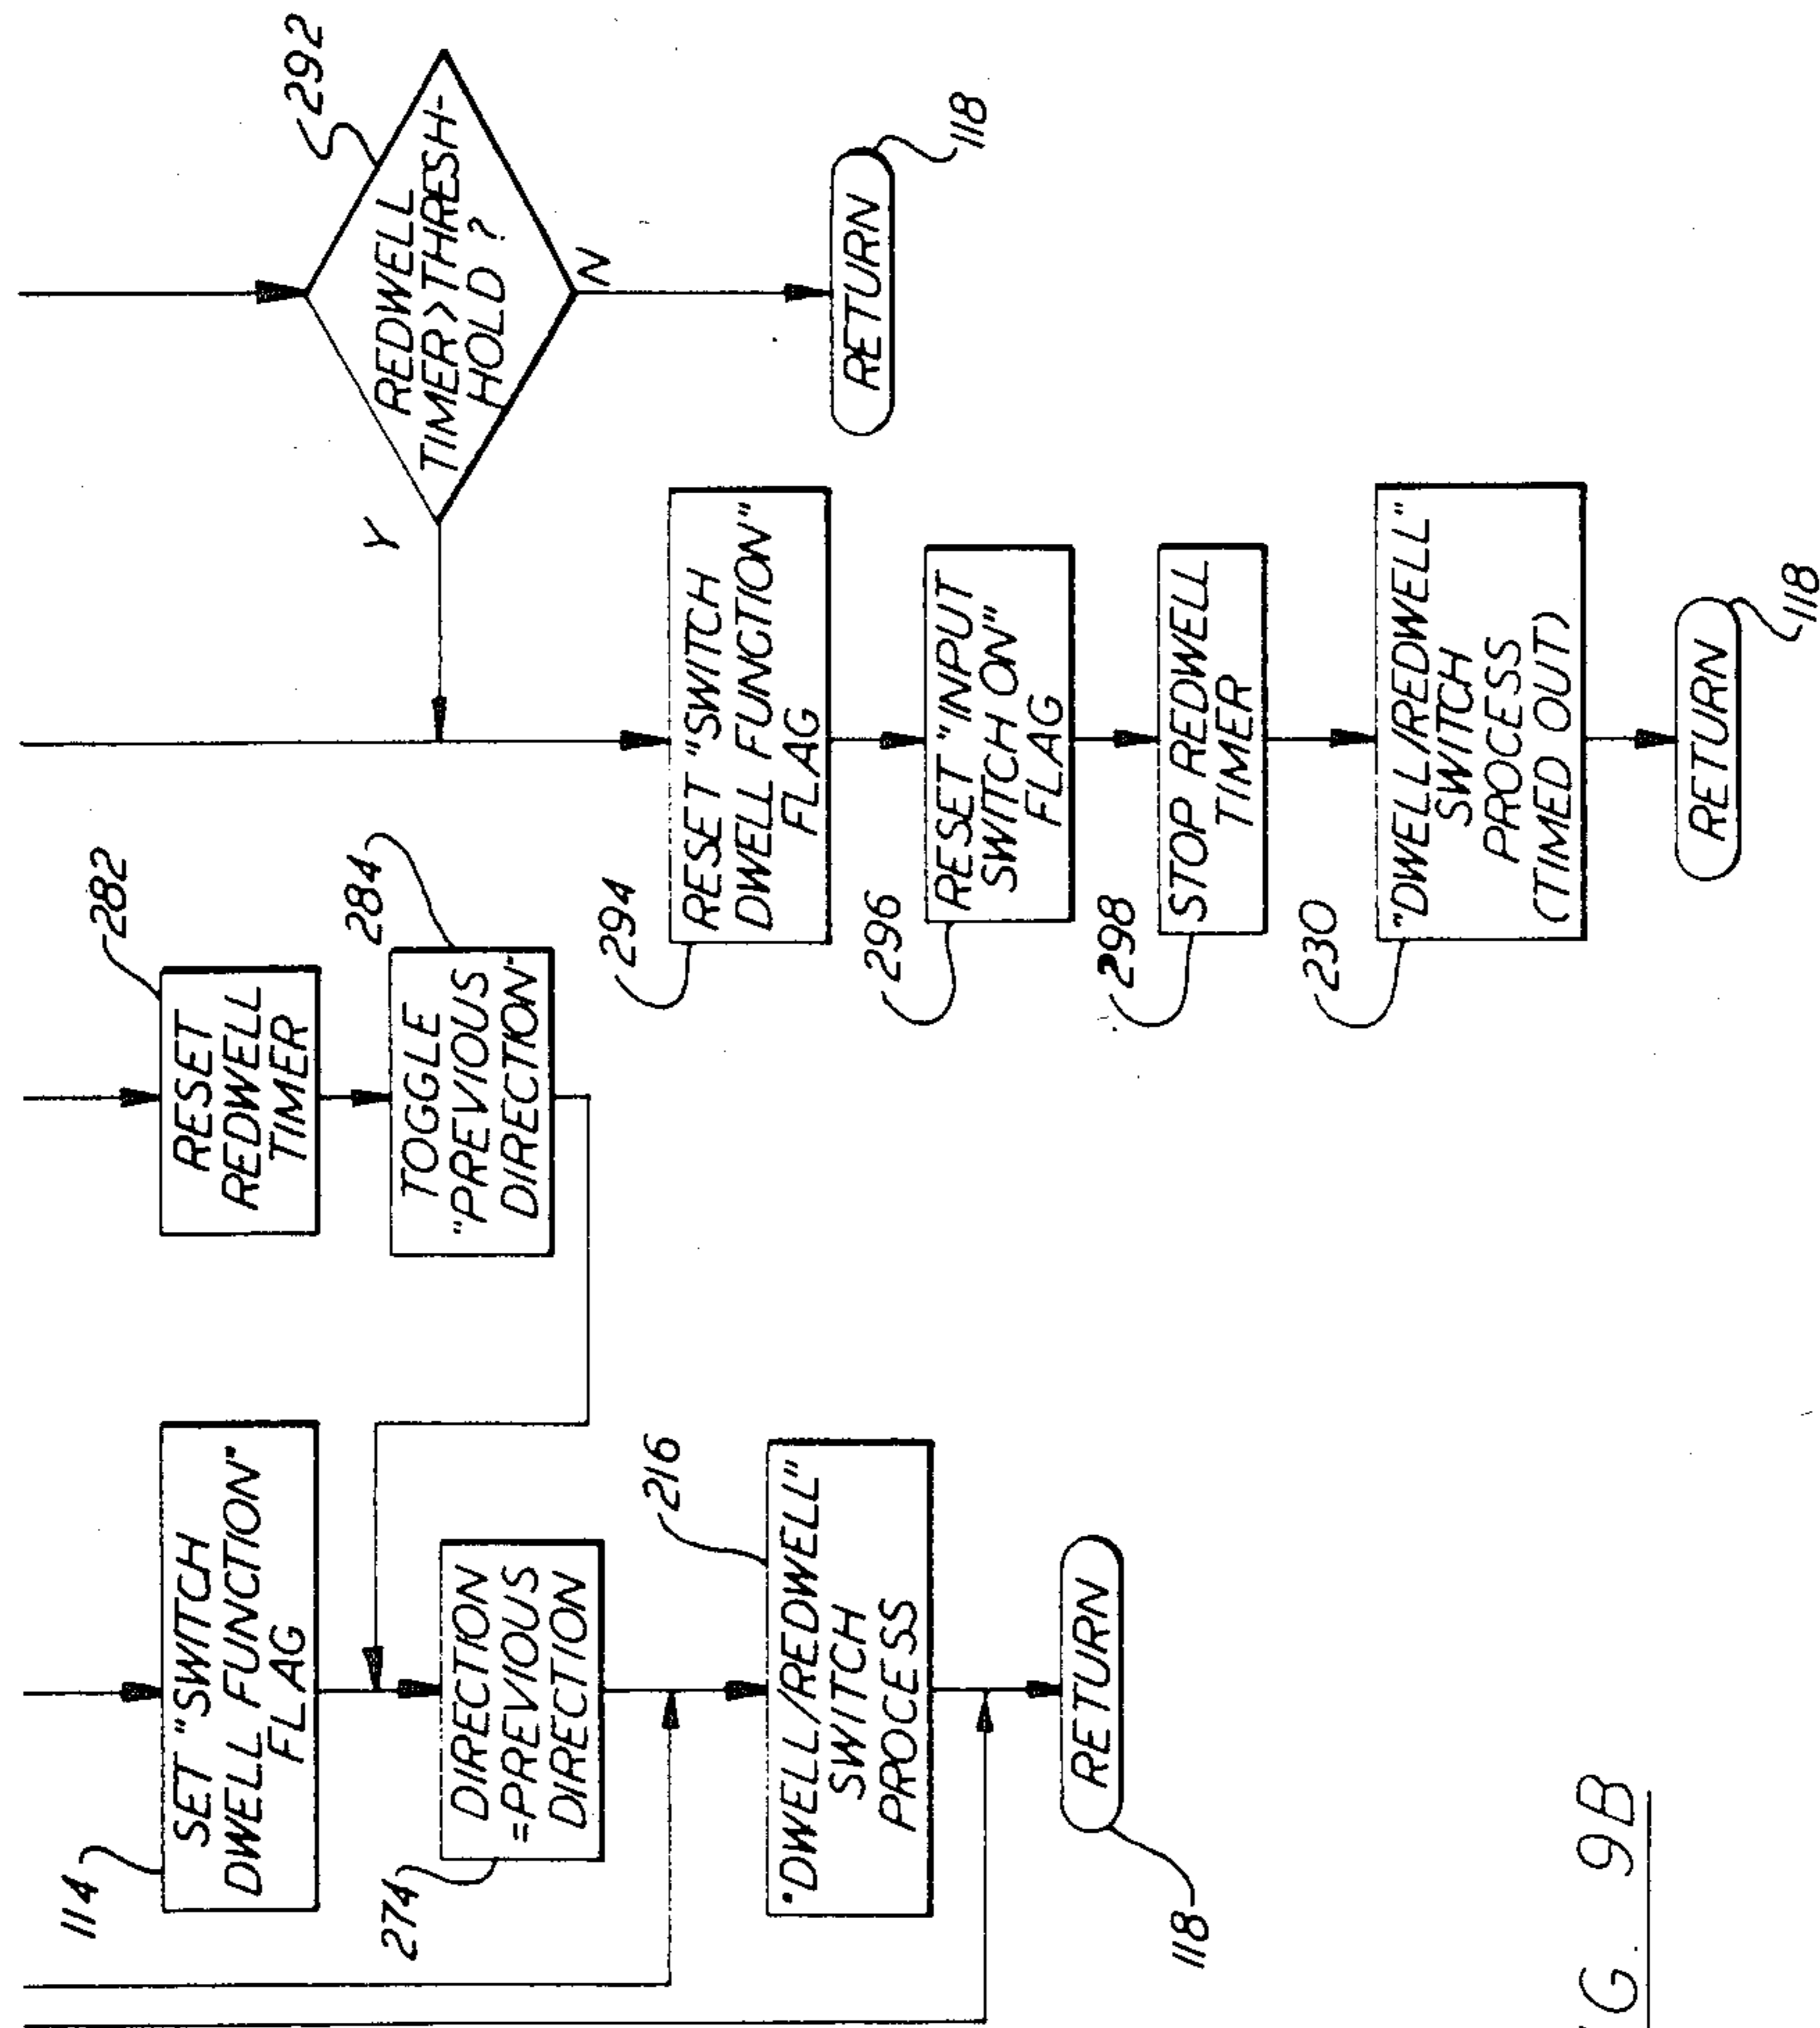 114
SET "SWITCH
DWELL FUNCTION"
FLAG
274
DIRECTION
=PREVIOUS
DIRECTION
216
"DWELL/REDWELL"
SWITCH
PROCESS
RETURN
118
282
RESET
REDWELL
TIMER
284
TOGGLE
"PREVIOUS
DIRECTION"
292
REDWELL
TIMER>THRESH-
HOLD ?
Y
N
RETURN
118
294
RESET "SWITCH
DWELL FUNCTION"
FLAG
296
RESET "INPUT
SWITCH ON"
FLAG
298
STOP REDWELL
TIMER
230
"DWELL/REDWELL"
SWITCH
PROCESS
(TIMED OUT)
RETURN
118
G. 9B